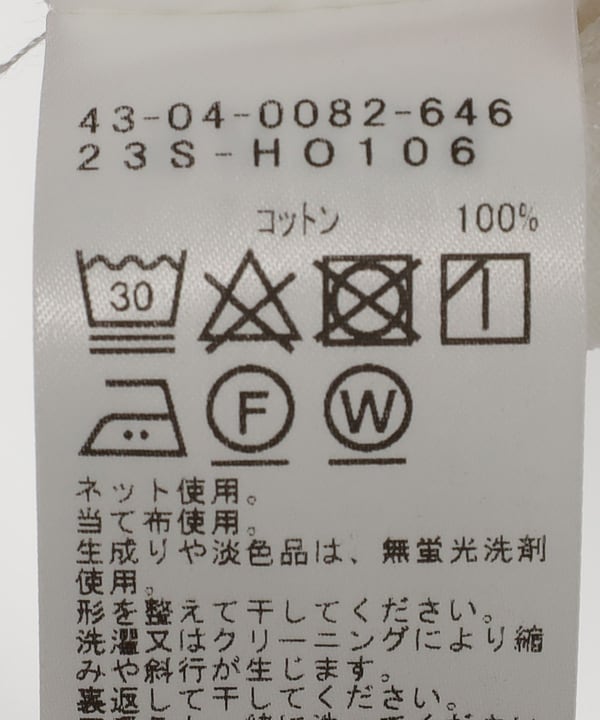 43-04-0082-646
23S-HO106
コットン 100%
30
F W
ネット使用。
当て布使用。
生成りや淡色品は、無蛍光洗剤
使用。
形を整えて干してください。
洗濯又はクリーニングにより縮
みや斜行が生じます。
裏返して干してください。